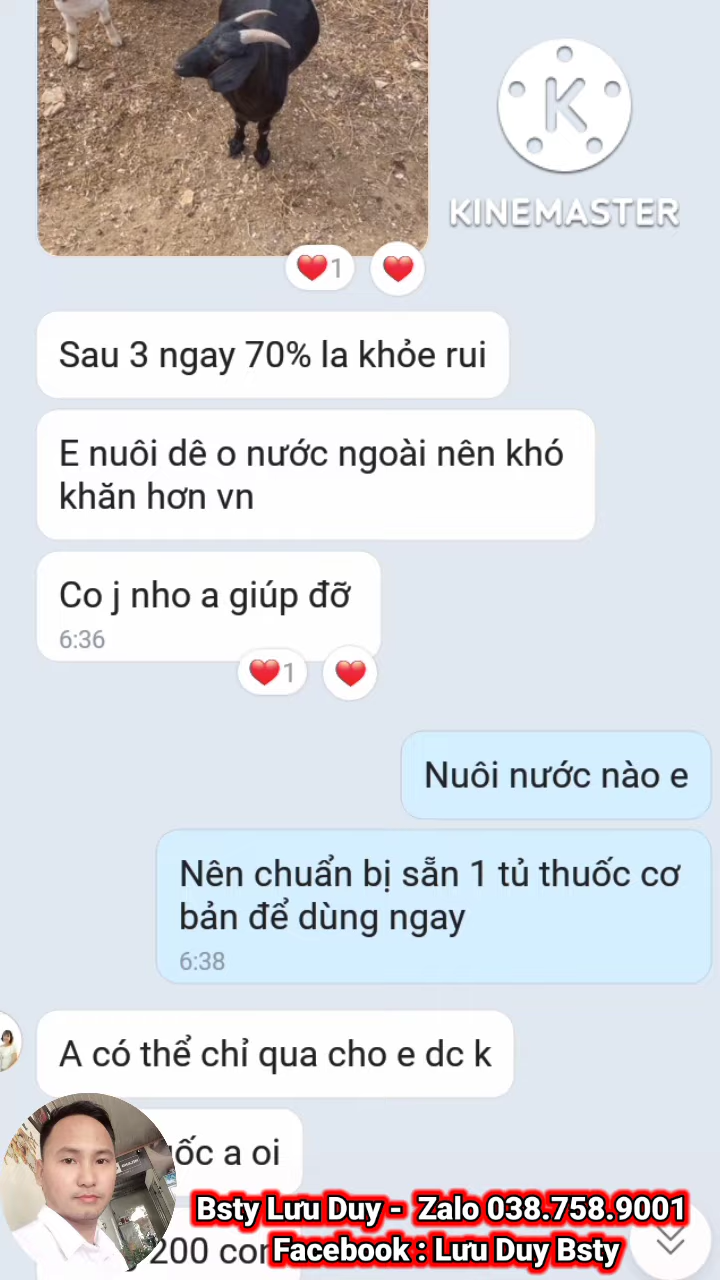 K
KINEMASTER
1
Sau 3 ngay 70% la khỏe rui
E nuôi dê o nước ngoài nên khó
khăn hơn vn
Co j nho a giúp đỡ
6:36
1
Nuôi nước nào e
Nên chuẩn bị sẵn 1 tủ thuốc cơ
bản để dùng ngay
6:38
A có thể chỉ qua cho e dc k
a oi
Bsty Lưu Duy - Zalo 038.758.9001
200
Facebook : Lưu Duy Bsty